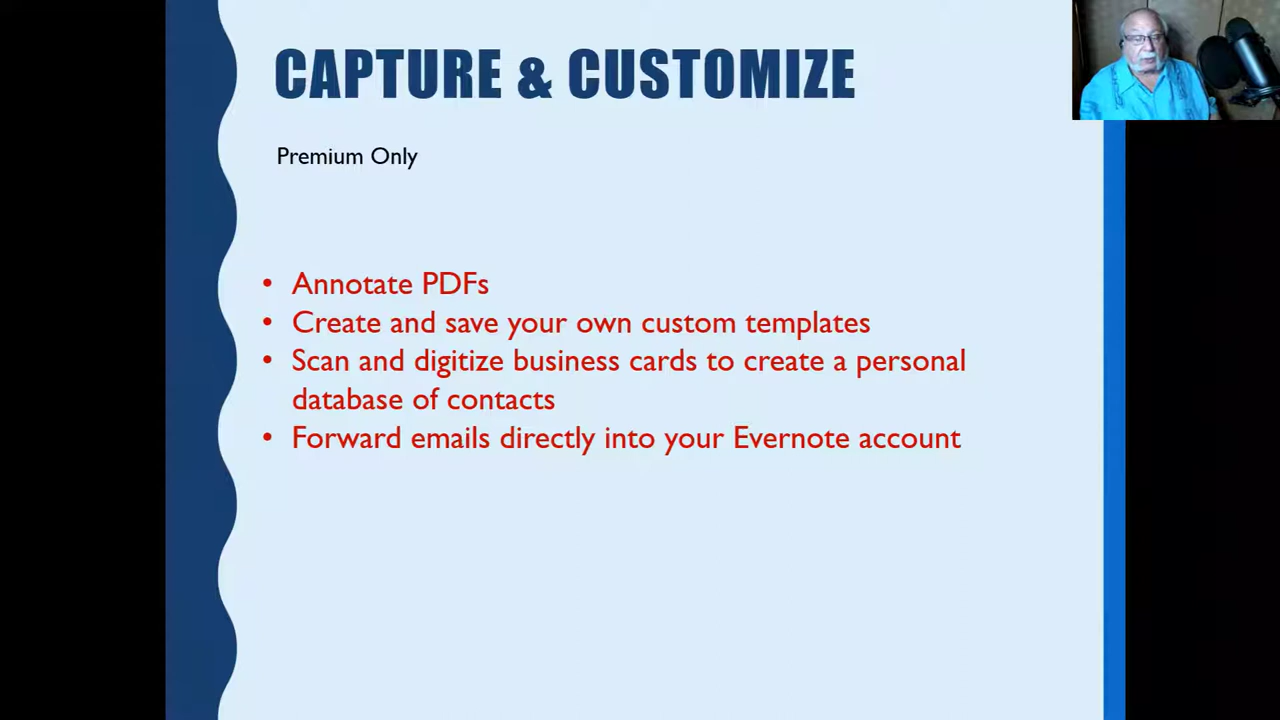 CAPTURE & CUSTOMIZE
Premium Only
• Annotate PDFs
• Create and save your own custom templates
• Scan and digitize business cards to create a personal
database of contacts
• Forward emails directly into your Evernote account